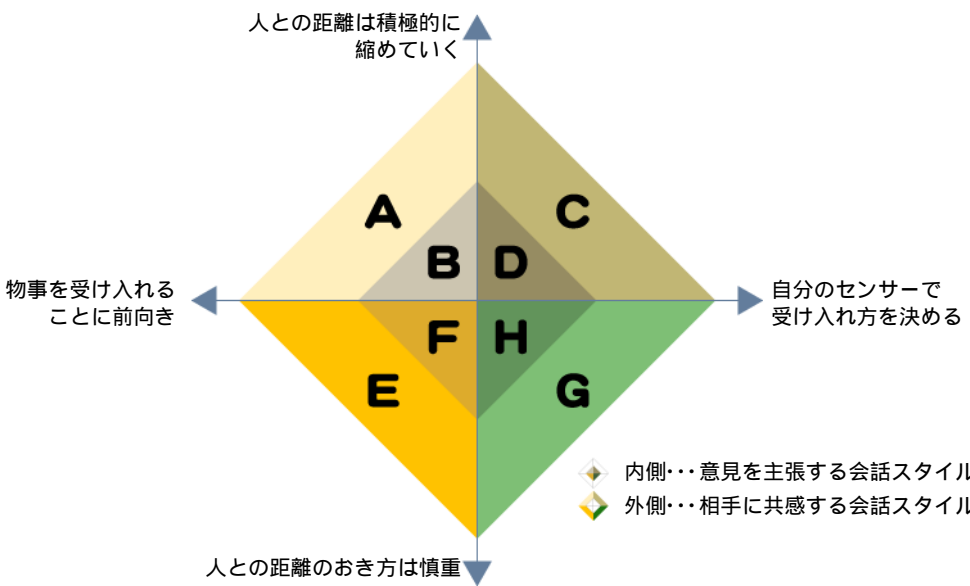 人との距離は積極的に
縮めていく
A
C
B
D
物事を受け入れる
ことに前向き
自分のセンサーで
受け入れ方を決める
F
H
E
G
内側･･･意見を主張する会話スタイル
外側･･･相手に共感する会話スタイル
人との距離のおき方は慎重